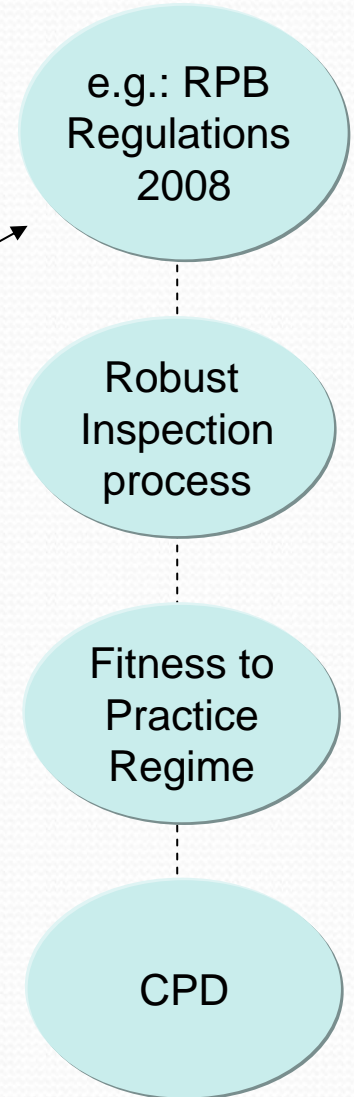 e.g.: RPB
Regulations
2008
Robust
Inspection
process
Fitness to
Practice
Regime
CPD